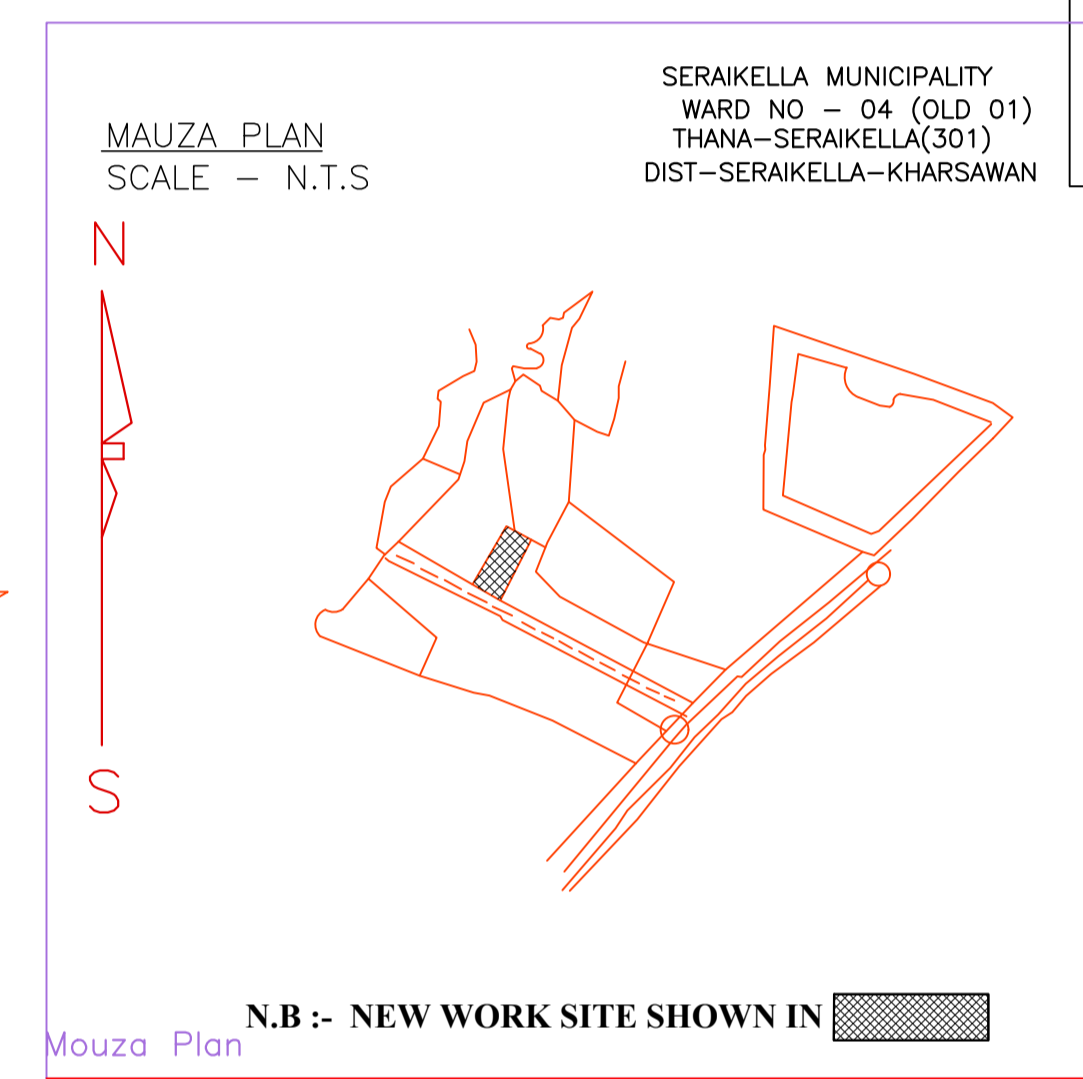 MAUZA PLAN
SCALE – N.T.S
SERAIKELLA MUNICIPALITY
WARD NO – 04 (OLD 01)
THANA–SERAIKELLA(301)
DIST–SERAIKELLA–KHARSAWAN
N
S
N.B :- NEW WORK SITE SHOWN IN
Mouza Plan